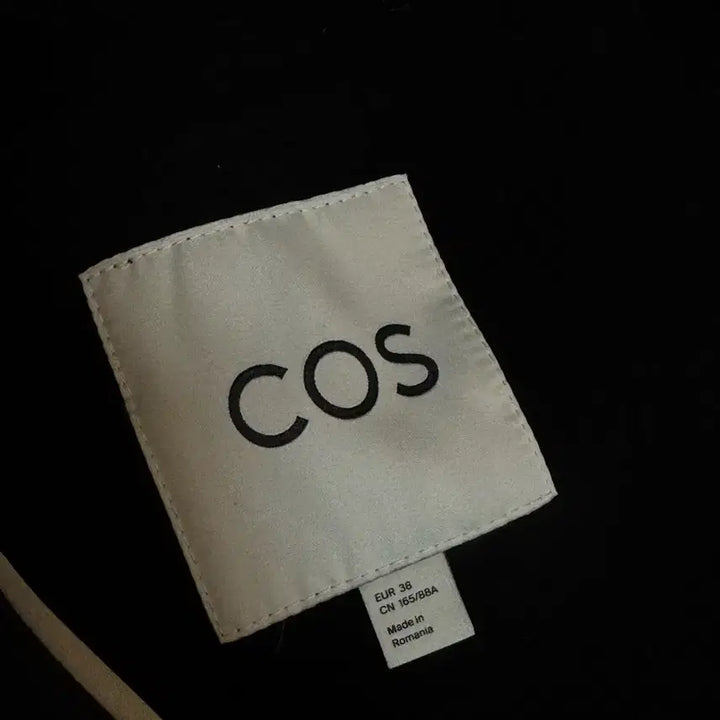 COS
EUR 36
CN 165/88A
Made in
Romania